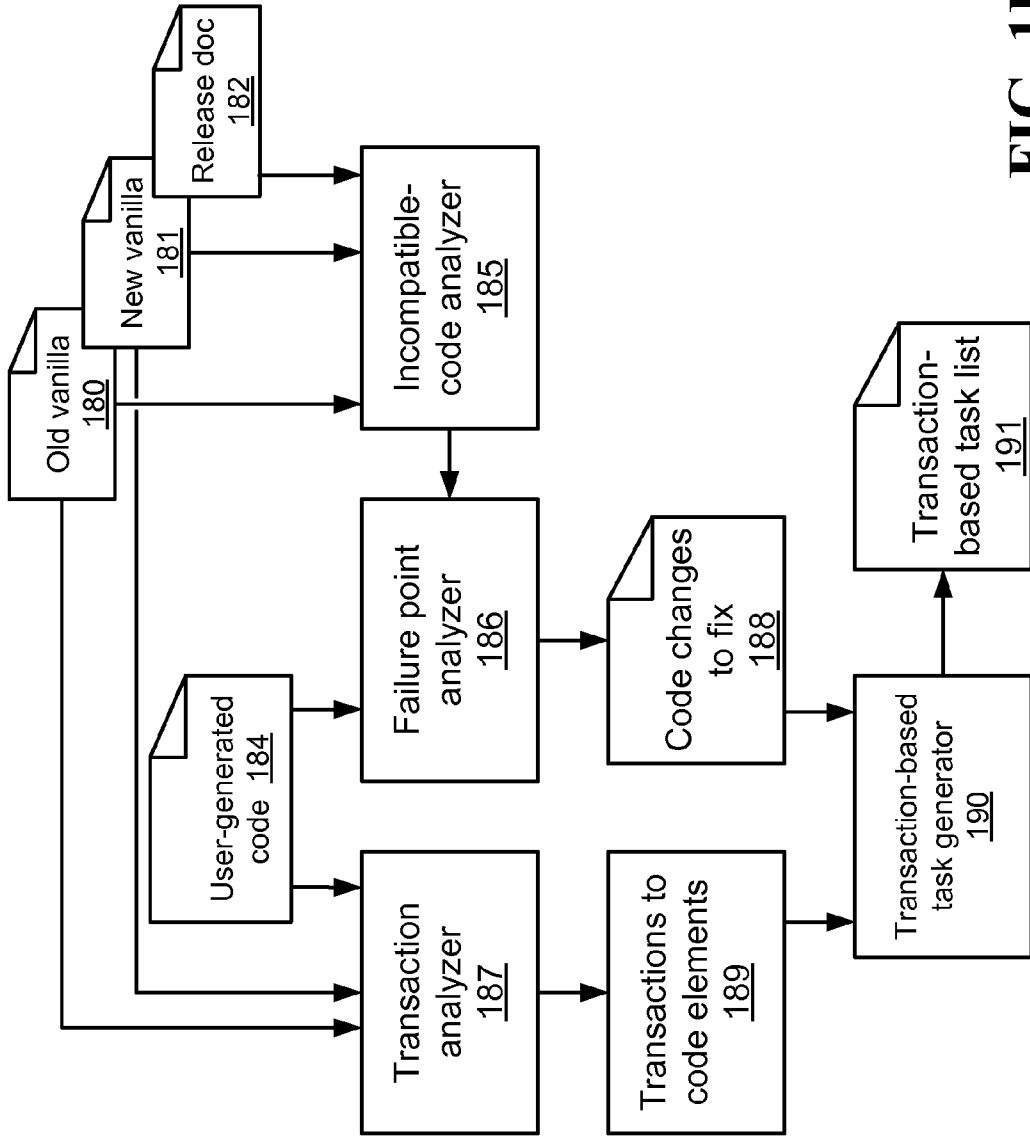 Old vanilla
180
New vanilla
181
Release doc
182
User-generated
code 184
Transaction
analyzer
187
Failure point
analyzer
186
Incompatible-
code analyzer
185
Transactions to
code elements
189
Code changes
to fix
188
Transaction-based
task generator
190
Transaction-
based task list
191